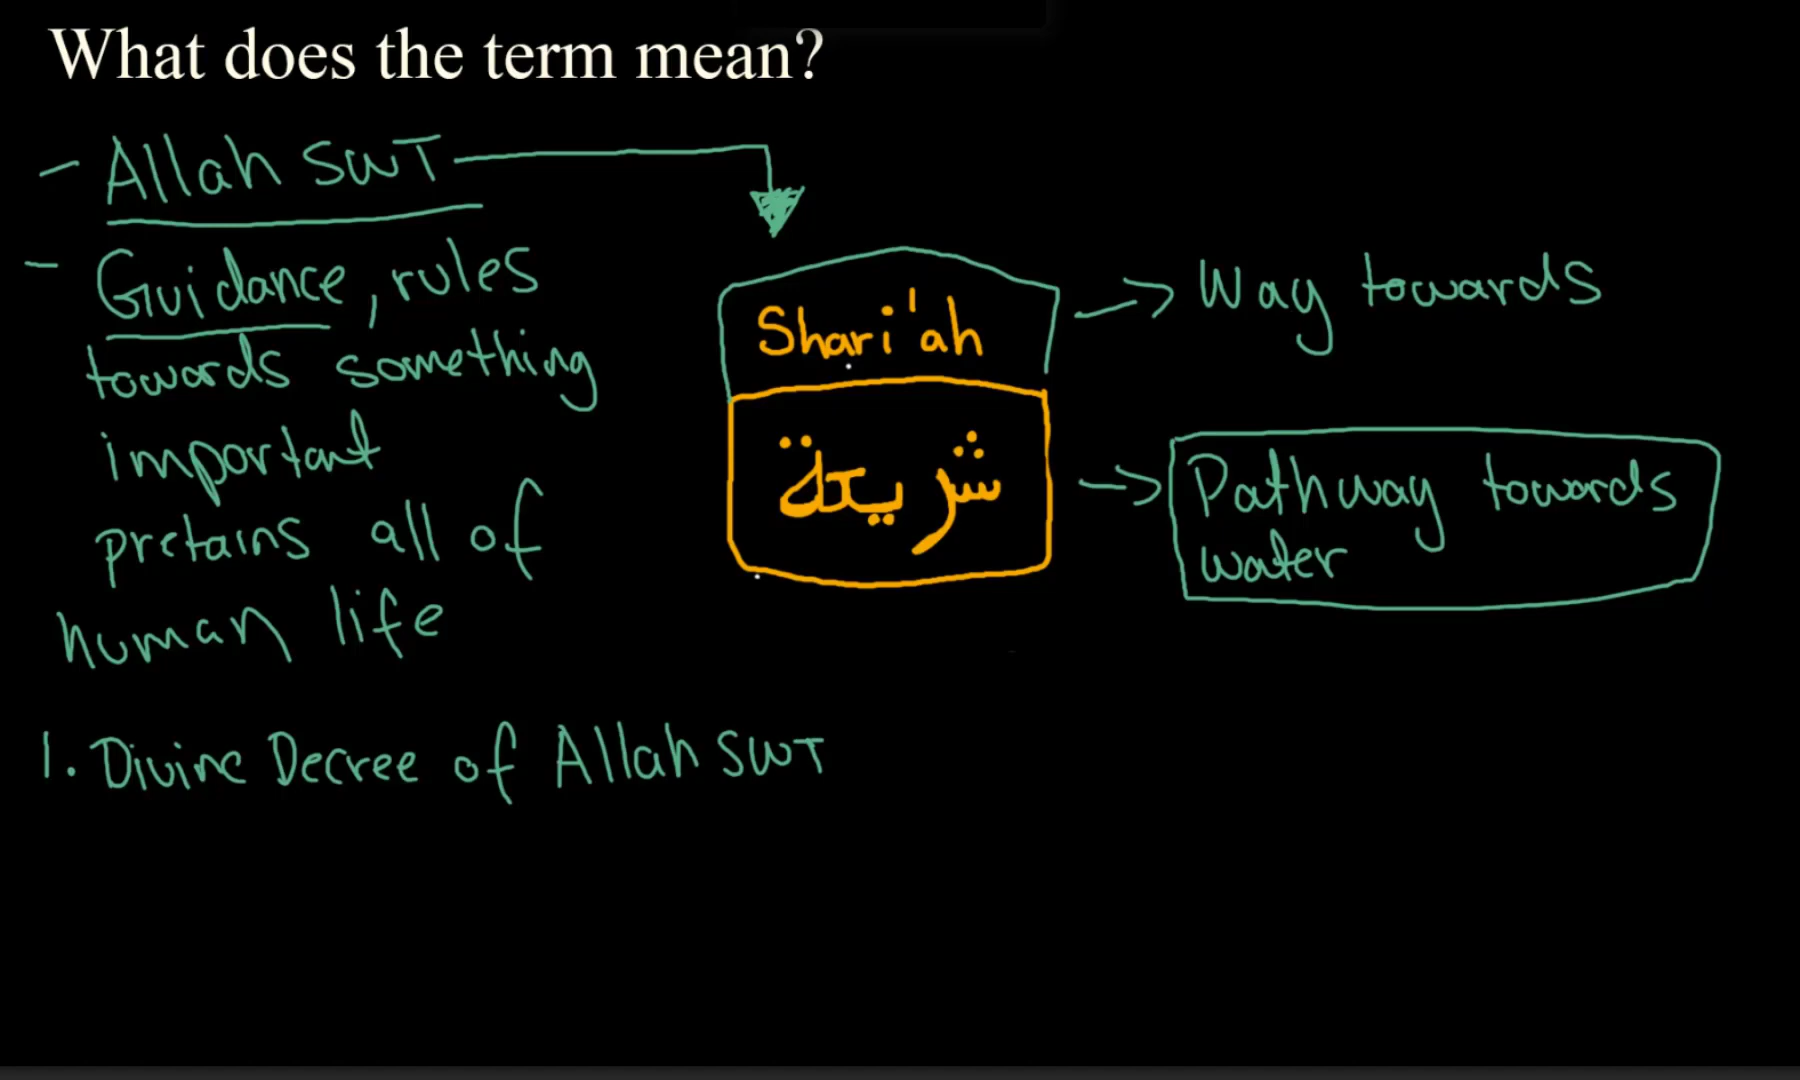 What does the term mean?
- Allah SWT
- Guidance, rules
towards something
important
pretains all of
human life
Shari'ah
شريعة
Way towards
Pathway towards
water
1. Divine Decree of Allah SWT